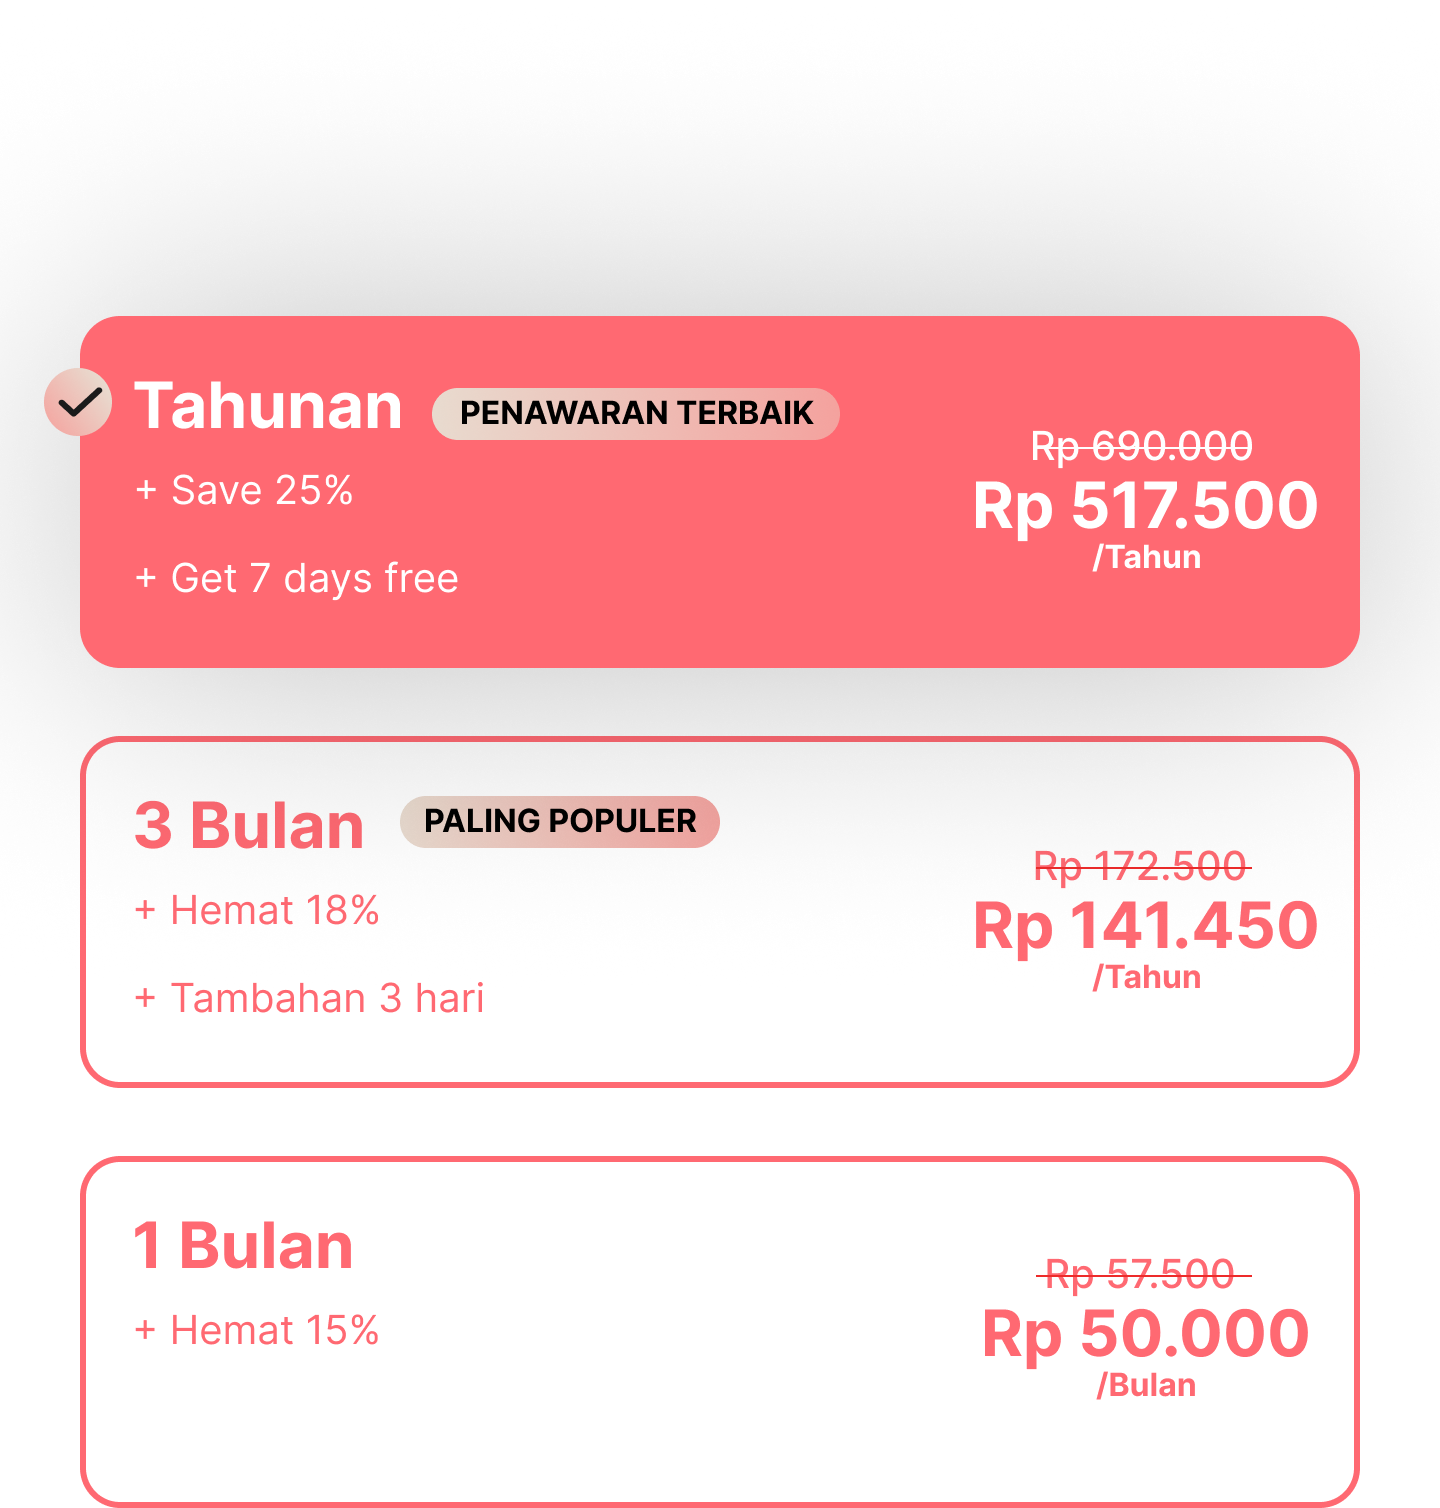 Tahunan
PENAWARAN TERBAIK
+ Save 25%
+ Get 7 days free
Rp 690.000
Rp 517.500
/Tahun
3 Bulan
PALING POPULER
+ Hemat 18%
+ Tambahan 3 hari
Rp 172.500
Rp 141.450
/Tahun
1 Bulan
+ Hemat 15%
Rp 57.500
Rp 50.000
/Bulan